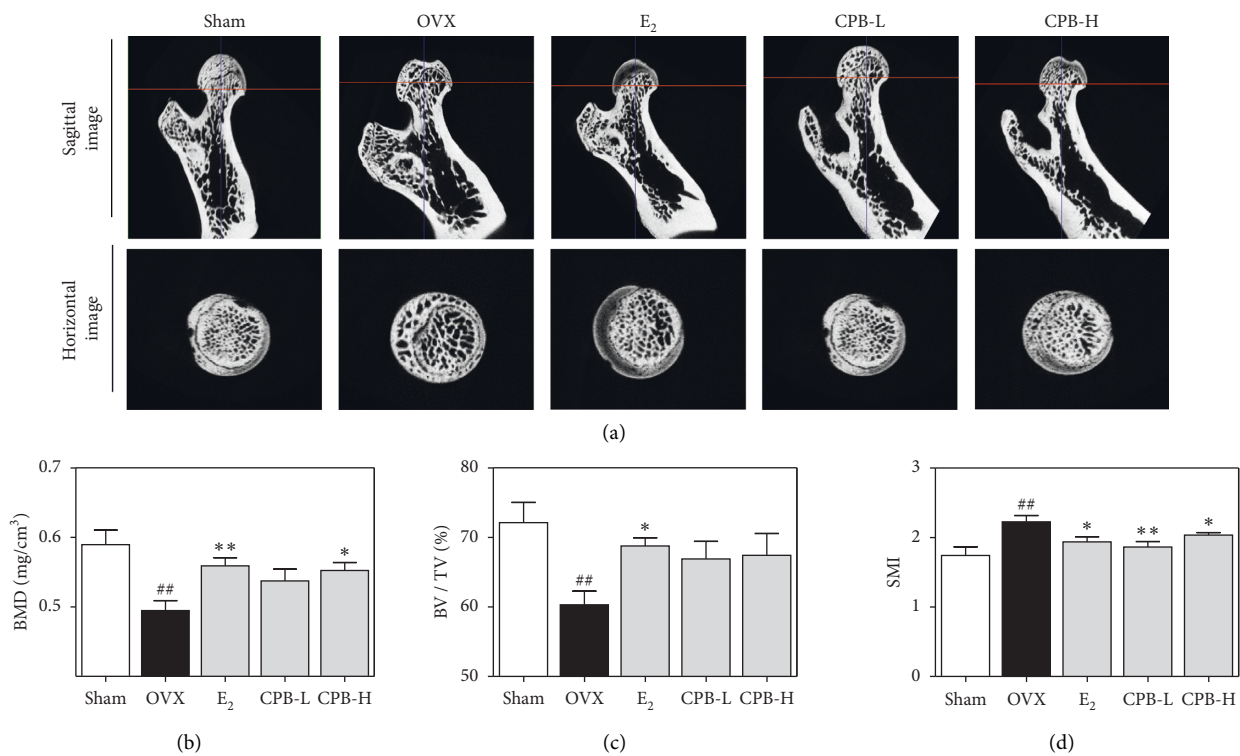 Sham OVX E₂ CPB-L CPB-H
Sagittal
image
Horizontal
image
(a)
0.7
0.6
0.5
BMD (mg/cm³)
##
**
*
Sham OVX E₂ CPB-L CPB-H
(b)
80
70
60
50
BV / TV (%)
##
*
Sham OVX E₂ CPB-L CPB-H
(c)
3
2
1
0
SMI
##
*
**
*
Sham OVX E₂ CPB-L CPB-H
(d)